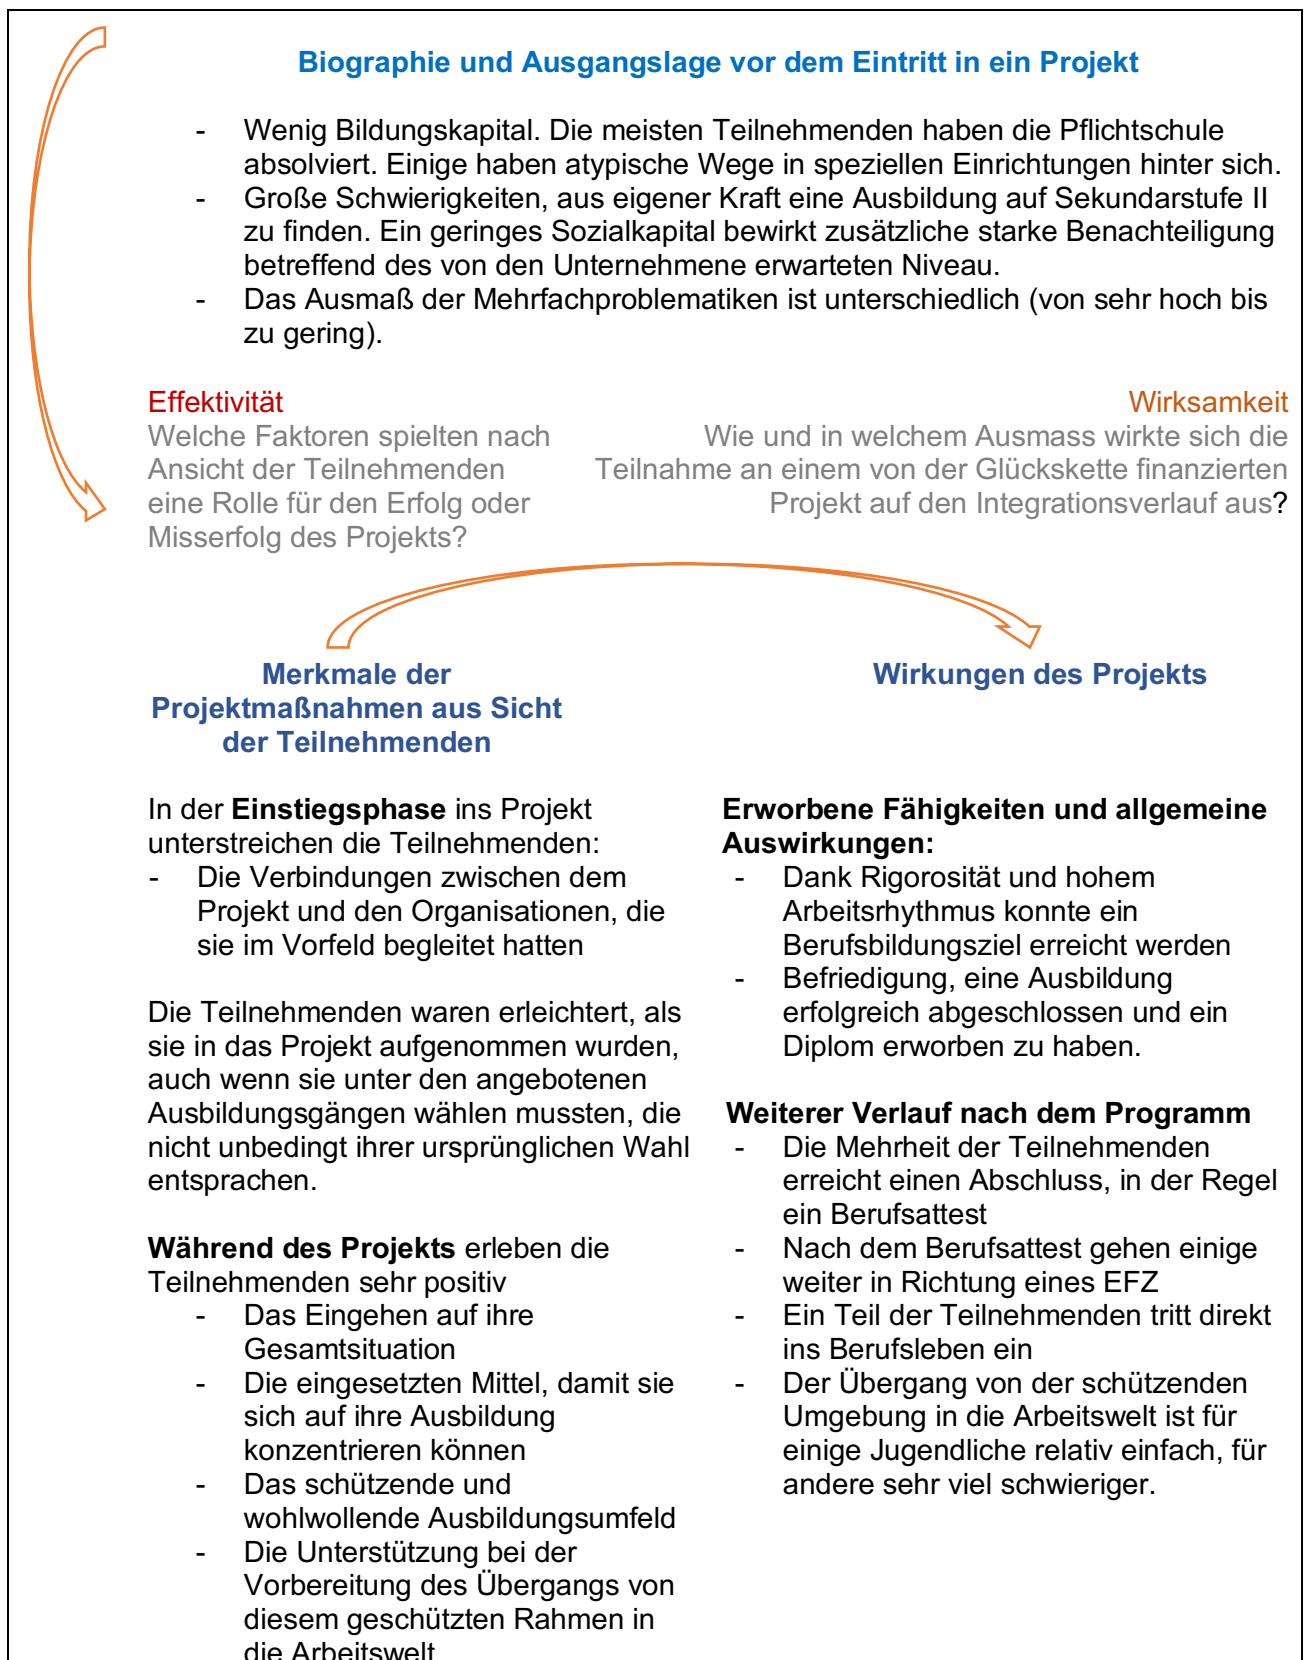 Biographie und Ausgangslage vor dem Eintritt in ein Projekt
- Wenig Bildungskapital. Die meisten Teilnehmenden haben die Pflichtschule
absolviert. Einige haben atypische Wege in speziellen Einrichtungen hinter sich.
- Große Schwierigkeiten, aus eigener Kraft eine Ausbildung auf Sekundarstufe II
zu finden. Ein geringes Sozialkapital bewirkt zusätzliche starke Benachteiligung
betreffend des von den Unternehmene erwarteten Niveau.
- Das Ausmaß der Mehrfachproblematiken ist unterschiedlich (von sehr hoch bis
zu gering).
Effektivität
Welche Faktoren spielten nach
Ansicht der Teilnehmenden
eine Rolle für den Erfolg oder
Misserfolg des Projekts?
Wirksamkeit
Wie und in welchem Ausmass wirkte sich die
Teilnahme an einem von der Glückskette finanzierten
Projekt auf den Integrationsverlauf aus?
Merkmale der
Projektmaßnahmen aus Sicht
der Teilnehmenden
In der Einstiegsphase ins Projekt
unterstreichen die Teilnehmenden:
- Die Verbindungen zwischen dem
Projekt und den Organisationen, die
sie im Vorfeld begleitet hatten
Die Teilnehmenden waren erleichtert, als
sie in das Projekt aufgenommen wurden,
auch wenn sie unter den angebotenen
Ausbildungsgängen wählen mussten, die
nicht unbedingt ihrer ursprünglichen Wahl
entsprachen.
Während des Projekts erleben die
Teilnehmenden sehr positiv
- Das Eingehen auf ihre
Gesamtsituation
- Die eingesetzten Mittel, damit sie
sich auf ihre Ausbildung
konzentrieren können
- Das schützende und
wohlwollende Ausbildungsumfeld
- Die Unterstützung bei der
Vorbereitung des Übergangs von
diesem geschützten Rahmen in
die Arbeitswelt
Wirkungen des Projekts
Erworbene Fähigkeiten und allgemeine
Auswirkungen:
- Dank Rigorosität und hohem
Arbeitsrhythmus konnte ein
Berufsbildungsziel erreicht werden
- Befriedigung, eine Ausbildung
erfolgreich abgeschlossen und ein
Diplom erworben zu haben.
Weiterer Verlauf nach dem Programm
- Die Mehrheit der Teilnehmenden
erreicht einen Abschluss, in der Regel
ein Berufsattest
- Nach dem Berufsattest gehen einige
weiter in Richtung eines EFZ
- Ein Teil der Teilnehmenden tritt direkt
ins Berufsleben ein
- Der Übergang von der schützenden
Umgebung in die Arbeitswelt ist für
einige Jugendliche relativ einfach, für
andere sehr viel schwieriger.